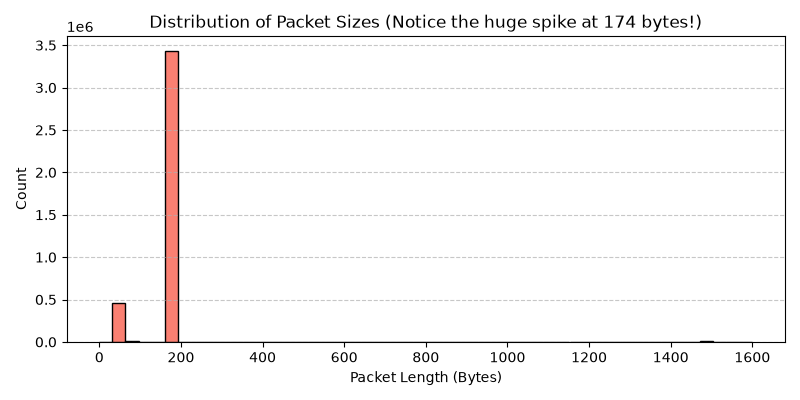 Distribution of Packet Sizes (Notice the huge spike at 174 bytes!)
1e6
3.5
3.0
2.5
2.0
1.5
1.0
0.5
0.0
Count
0 200 400 600 800 1000 1200 1400 1600
Packet Length (Bytes)